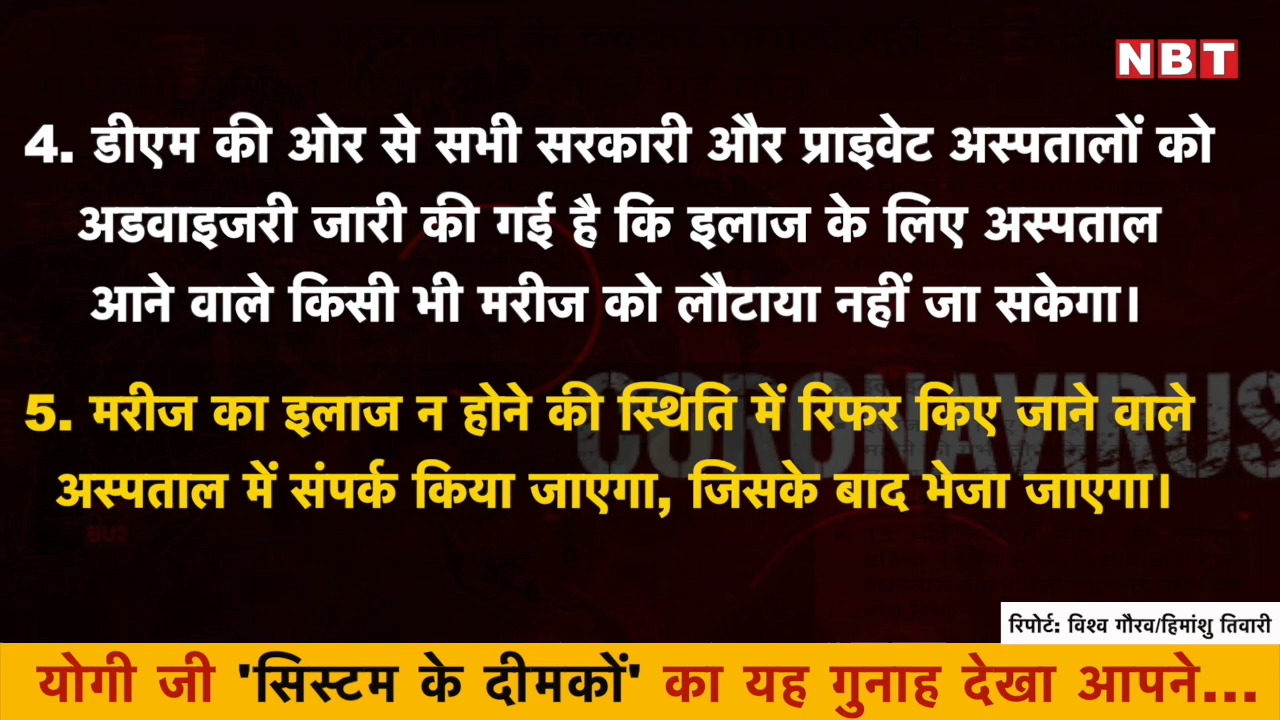 NBT
4. डीएम की ओर से सभी सरकारी और प्राइवेट अस्पतालों को
अडवाइजरी जारी की गई है कि इलाज के लिए अस्पताल
आने वाले किसी भी मरीज को लौटाया नहीं जा सकेगा।
CORONAVIRUS
5. मरीज का इलाज न होने की स्थिति में रिफर किए जाने वाले
अस्पताल में संपर्क किया जाएगा, जिसके बाद भेजा जाएगा।
रिपोर्ट: विश्व गौरव/हिमांशु तिवारी
योगी जी 'सिस्टम के दीमकों' का यह गुनाह देखा आपने...